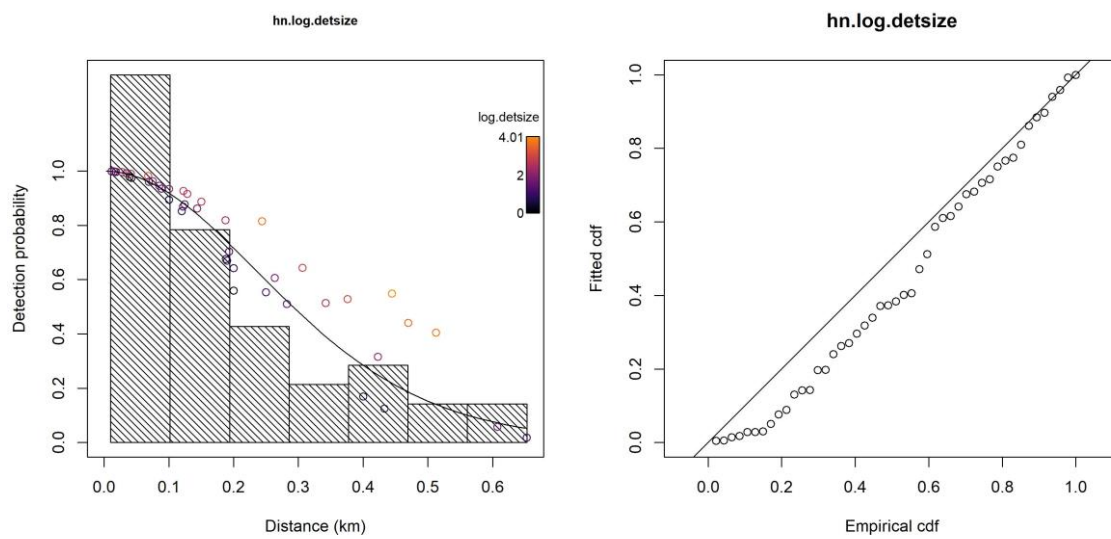 hn.log.detsize
log.detsize
4.01
2
0
1.0
0.8
0.6
0.4
0.2
0.0
Detection probability
0.0 0.1 0.2 0.3 0.4 0.5 0.6
Distance (km)
hn.log.detsize
1.0
0.8
0.6
0.4
0.2
0.0
Fitted cdf
0.0 0.2 0.4 0.6 0.8 1.0
Empirical cdf